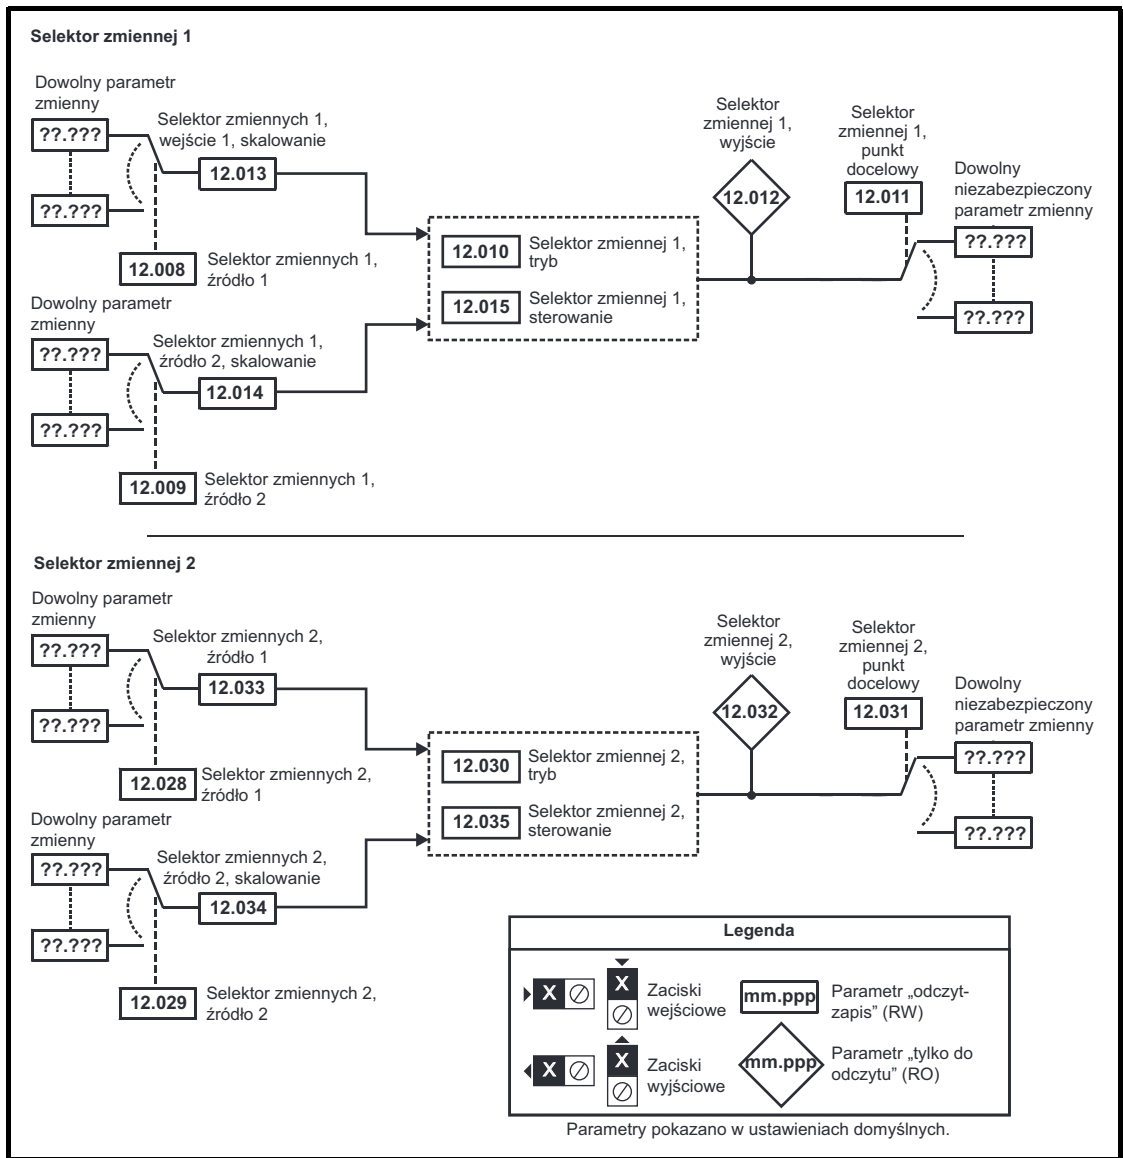 Selektor zmiennej 1
Dowolny parametr
zmienny
??.???
??.???
Selektor zmiennych 1,
wejście 1, skalowanie
12.013
12.008
Selektor zmiennych 1,
źródło 1
Dowolny parametr
zmienny
??.???
??.???
Selektor zmiennych 1,
źródło 2, skalowanie
12.014
12.009
Selektor zmiennych 1,
źródło 2
12.010
Selektor zmiennej 1,
tryb
12.015
Selektor zmiennej 1,
sterowanie
Selektor
zmiennej 1,
wyjście
12.012
Selektor
zmiennej 1,
punkt
docelowy
12.011
Dowolny
niezabezpieczony
parametr zmienny
??.???
??.???
Selektor zmiennej 2
Dowolny parametr
zmienny
??.???
??.???
Selektor zmiennych 2,
źródło 1
12.033
12.028
Selektor zmiennych 2,
źródło 1
Dowolny parametr
zmienny
??.???
??.???
Selektor zmiennych 2,
źródło 2, skalowanie
12.034
12.029
Selektor zmiennych 2,
źródło 2
12.030
Selektor zmiennej 2,
tryb
12.035
Selektor zmiennej 2,
sterowanie
Selektor
zmiennej 2,
wyjście
12.032
Selektor
zmiennej 2,
punkt
docelowy
12.031
Dowolny
niezabezpieczony
parametr zmienny
??.???
??.???
Legenda
X
X
Zaciski
wejściowe
mm.ppp
Parametr „odczyt-
zapis” (RW)
X
X
Zaciski
wyjściowe
mm.ppp
Parametr „tylko do
odczytu” (RO)
Parametry pokazano w ustawieniach domyślnych.